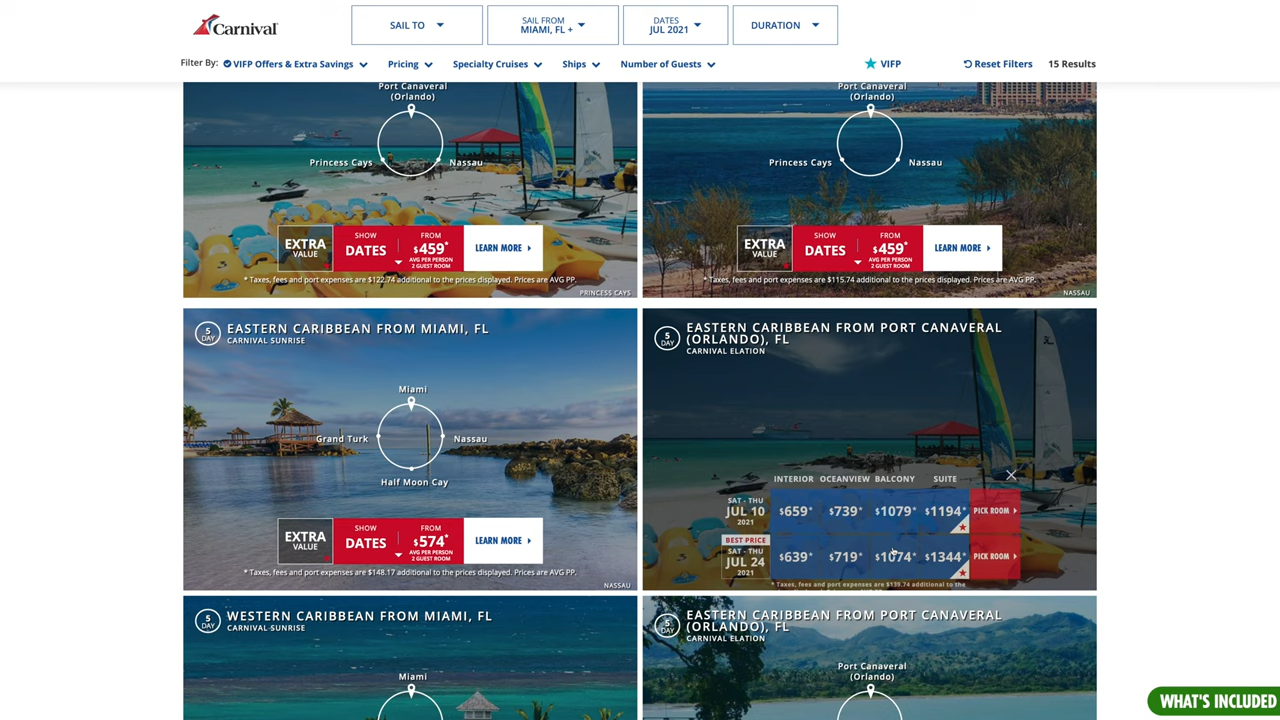 Carnival
SAIL TO
SAIL FROM
MIAMI, FL +
DATES
JUL 2021
DURATION
Filter By:
VIFP Offers & Extra Savings
Pricing
Specialty Cruises
Ships
Number of Guests
VIFP
Reset Filters
15 Results
Port Canaveral
(Orlando)
Princess Cays
Nassau
EXTRA
VALUE
SHOW
DATES
FROM
$459*
AVG PER PERSON
2 GUEST ROOM
LEARN MORE
* Taxes, fees and port expenses are $122.74 additional to the prices displayed. Prices are AVG PP.
PRINCESS CAYS
Port Canaveral
(Orlando)
Princess Cays
Nassau
EXTRA
VALUE
SHOW
DATES
FROM
$459*
AVG PER PERSON
2 GUEST ROOM
LEARN MORE
* Taxes, fees and port expenses are $115.74 additional to the prices displayed. Prices are AVG PP.
NASSAU
5
DAY
EASTERN CARIBBEAN FROM MIAMI, FL
CARNIVAL SUNRISE
Miami
Grand Turk
Nassau
Half Moon Cay
EXTRA
VALUE
SHOW
DATES
FROM
$574*
AVG PER PERSON
2 GUEST ROOM
LEARN MORE
* Taxes, fees and port expenses are $148.17 additional to the prices displayed. Prices are AVG PP.
NASSAU
5
DAY
EASTERN CARIBBEAN FROM PORT CANAVERAL
(ORLANDO), FL
CARNIVAL ELATION
INTERIOR OCEANVIEW BALCONY SUITE
SAT - THU
JUL 10
2021
$659* $739* $1079* $1194*
PICK ROOM
BEST PRICE
SAT - THU
JUL 24
2021
$639* $719* $1074* $1344*
PICK ROOM
* Taxes, fees and port expenses are $139.74 additional to the
5
DAY
WESTERN CARIBBEAN FROM MIAMI, FL
CARNIVAL SUNRISE
Miami
5
DAY
EASTERN CARIBBEAN FROM PORT CANAVERAL
(ORLANDO), FL
CARNIVAL ELATION
Port Canaveral
(Orlando)
WHAT'S INCLUDED